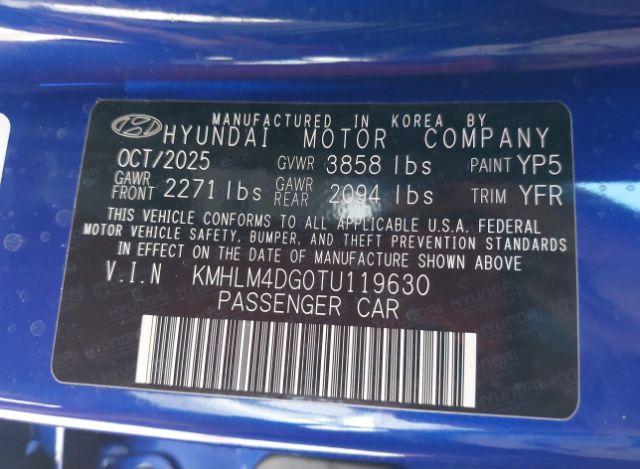 MANUFACTURED IN KOREA BY
HYUNDAI MOTOR COMPANY
OCT/2025 GVWR 3858 lbs PAINT YP5
GAWR FRONT 2271 lbs GAWR REAR 2094 lbs TRIM YFR
THIS VEHICLE CONFORMS TO ALL APPLICABLE U.S.A. FEDERAL
MOTOR VEHICLE SAFETY, BUMPER, AND THEFT PREVENTION STANDARDS
IN EFFECT ON THE DATE OF MANUFACTURE SHOWN ABOVE
V.I.N KMHLM4DG0TU119630
PASSENGER CAR